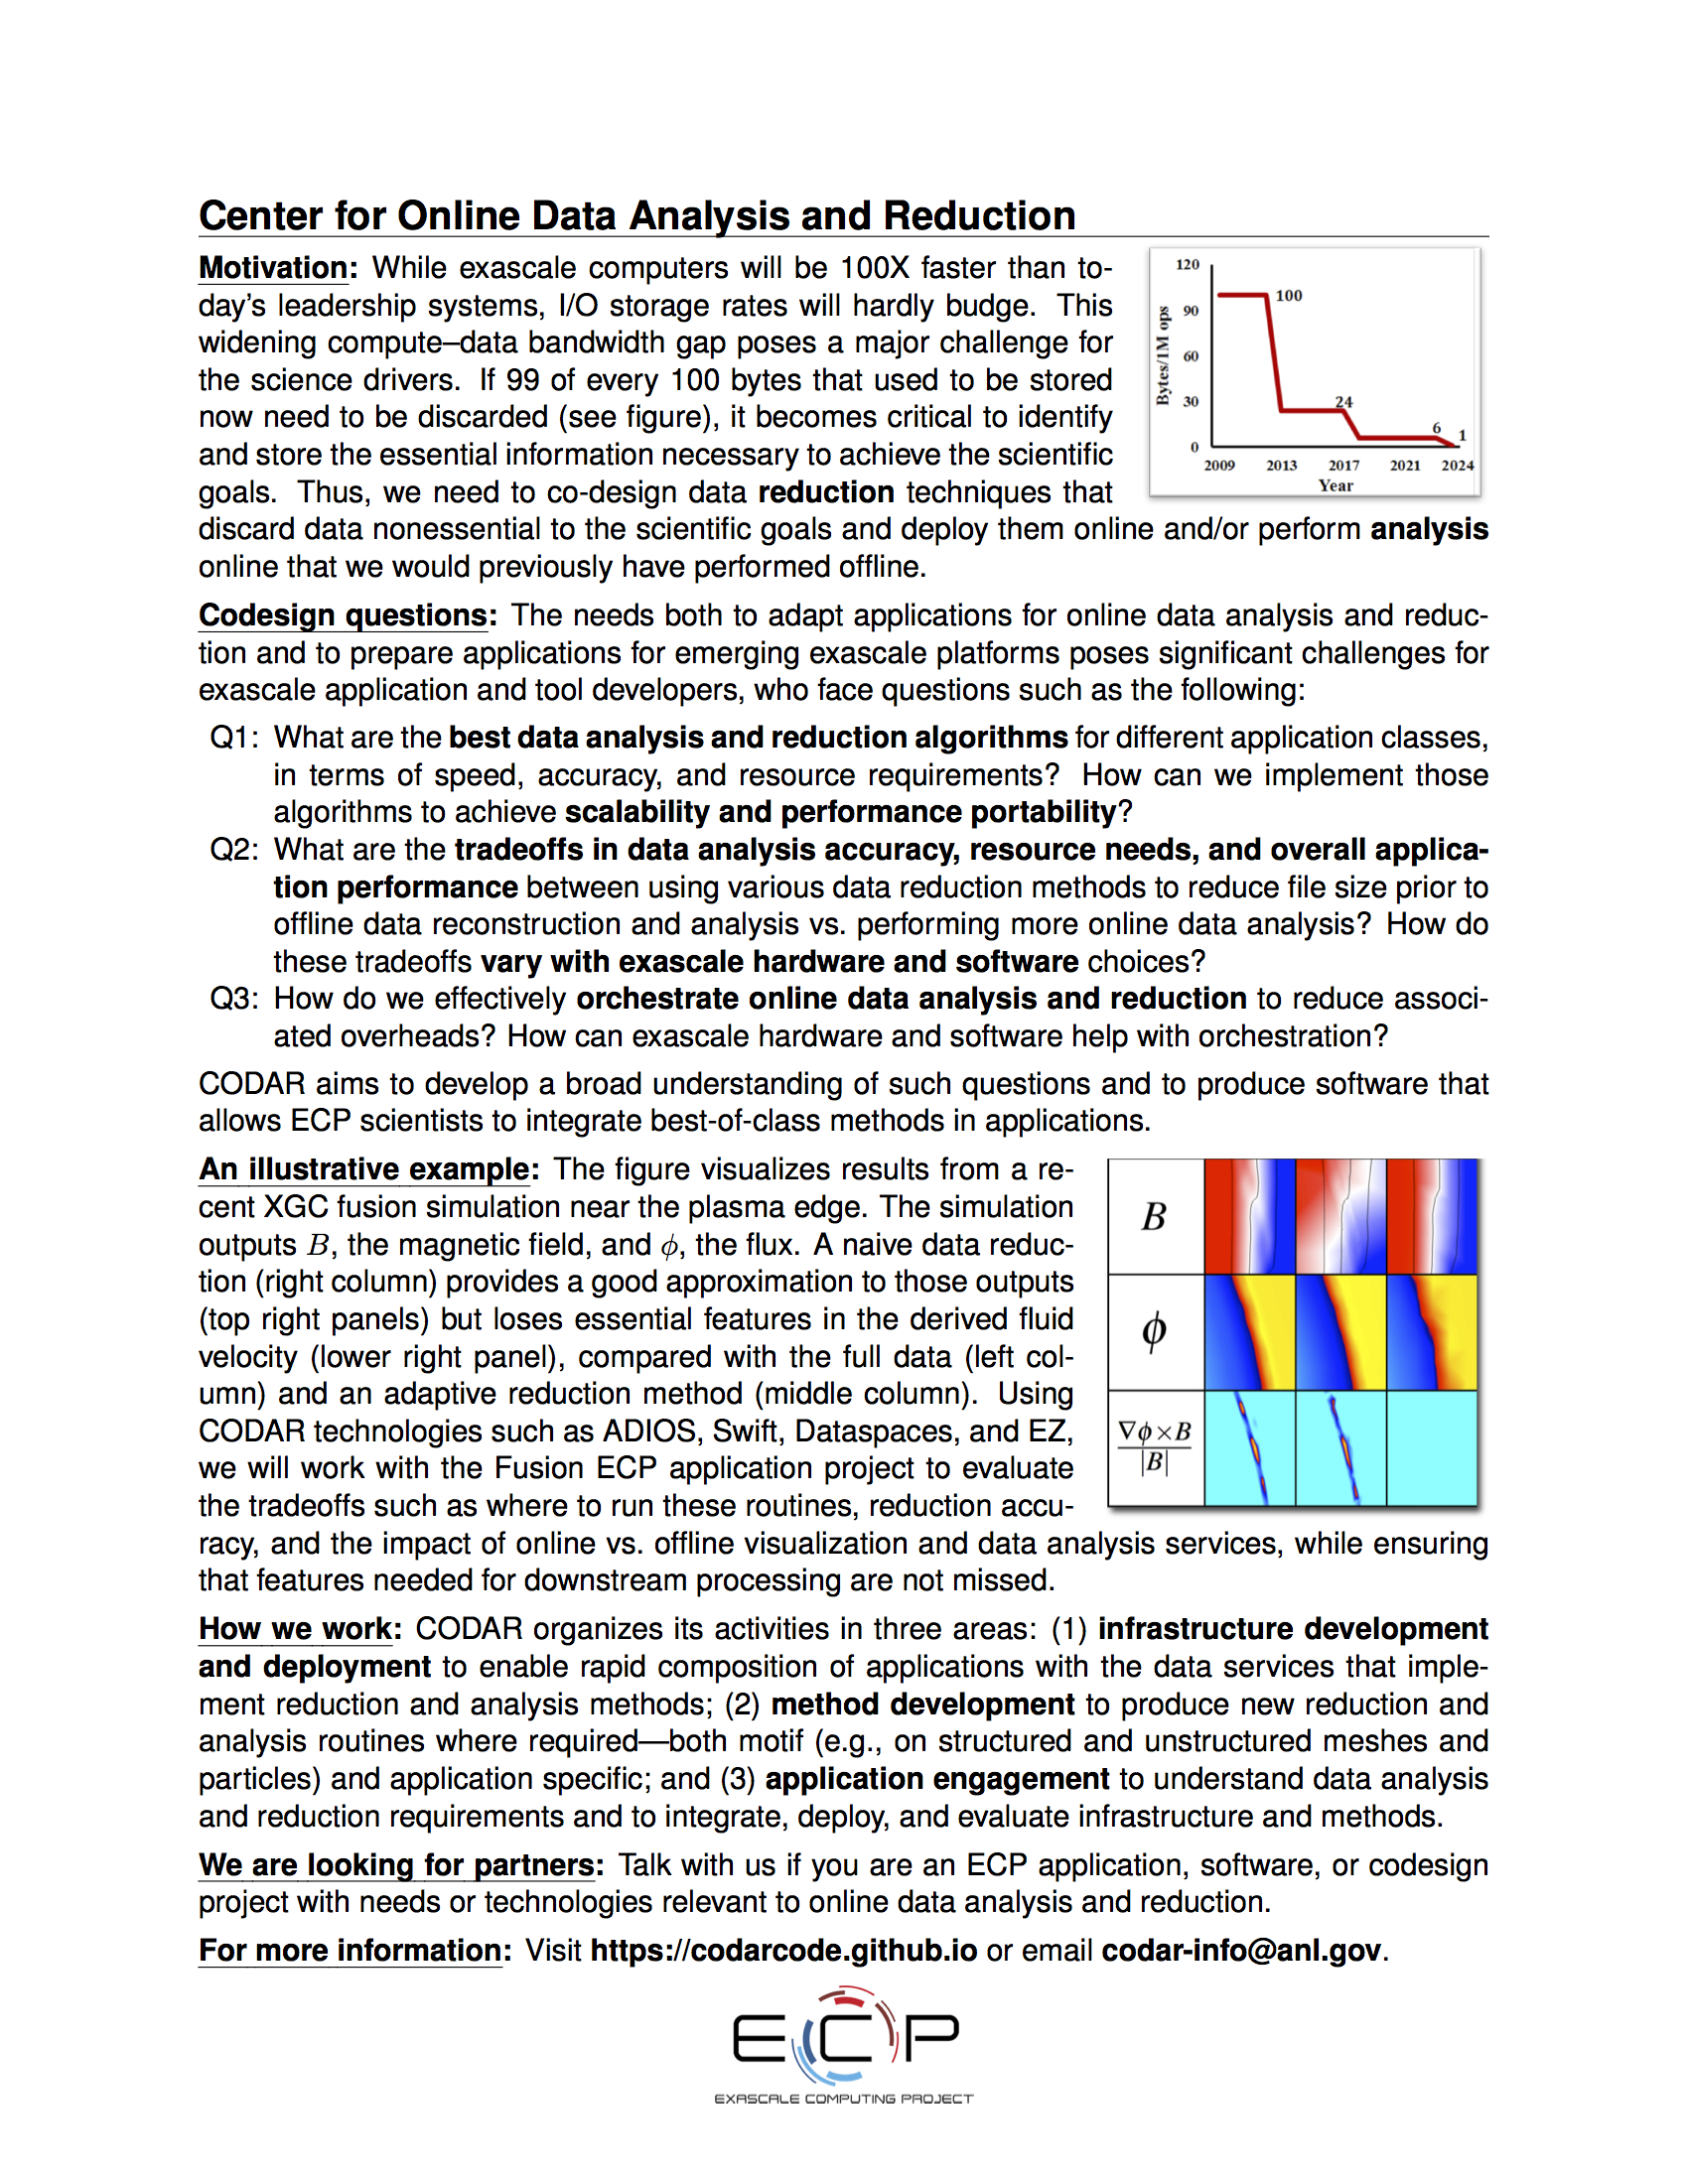 Center for Online Data Analysis and Reduction
Motivation: While exascale computers will be 100X faster than to-
day's leadership systems, I/O storage rates will hardly budge. This
widening compute–data bandwidth gap poses a major challenge for
the science drivers. If 99 of every 100 bytes that used to be stored
now need to be discarded (see figure), it becomes critical to identify
and store the essential information necessary to achieve the scientific
goals. Thus, we need to co-design data reduction techniques that
discard data nonessential to the scientific goals and deploy them online and/or perform analysis
online that we would previously have performed offline.
120
90
60
30
0
Bytes/1M ops
100
24
6
1
2009 2013 2017 2021 2024
Year
Codesign questions: The needs both to adapt applications for online data analysis and reduc-
tion and to prepare applications for emerging exascale platforms poses significant challenges for
exascale application and tool developers, who face questions such as the following:
Q1: What are the best data analysis and reduction algorithms for different application classes,
in terms of speed, accuracy, and resource requirements? How can we implement those
algorithms to achieve scalability and performance portability?
Q2: What are the tradeoffs in data analysis accuracy, resource needs, and overall applica-
tion performance between using various data reduction methods to reduce file size prior to
offline data reconstruction and analysis vs. performing more online data analysis? How do
these tradeoffs vary with exascale hardware and software choices?
Q3: How do we effectively orchestrate online data analysis and reduction to reduce associ-
ated overheads? How can exascale hardware and software help with orchestration?
CODAR aims to develop a broad understanding of such questions and to produce software that
allows ECP scientists to integrate best-of-class methods in applications.
An illustrative example: The figure visualizes results from a re-
cent XGC fusion simulation near the plasma edge. The simulation
outputs B, the magnetic field, and ϕ, the flux. A naive data reduc-
tion (right column) provides a good approximation to those outputs
(top right panels) but loses essential features in the derived fluid
velocity (lower right panel), compared with the full data (left col-
umn) and an adaptive reduction method (middle column). Using
CODAR technologies such as ADIOS, Swift, Dataspaces, and EZ,
we will work with the Fusion ECP application project to evaluate
the tradeoffs such as where to run these routines, reduction accu-
racy, and the impact of online vs. offline visualization and data analysis services, while ensuring
that features needed for downstream processing are not missed.
B
ϕ
∇ϕ×B
|B|
How we work: CODAR organizes its activities in three areas: (1) infrastructure development
and deployment to enable rapid composition of applications with the data services that imple-
ment reduction and analysis methods; (2) method development to produce new reduction and
analysis routines where required—both motif (e.g., on structured and unstructured meshes and
particles) and application specific; and (3) application engagement to understand data analysis
and reduction requirements and to integrate, deploy, and evaluate infrastructure and methods.
We are looking for partners: Talk with us if you are an ECP application, software, or codesign
project with needs or technologies relevant to online data analysis and reduction.
For more information: Visit https://codarcode.github.io or email codar-info@anl.gov.
ECP
EXASCALE COMPUTING PROJECT